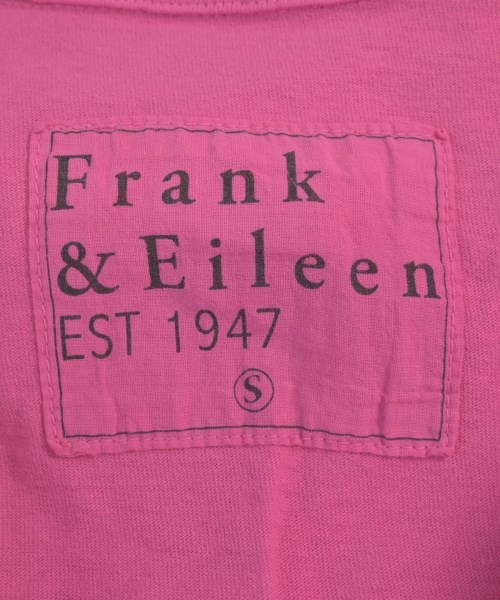 Frank
& Eileen
EST 1947
S